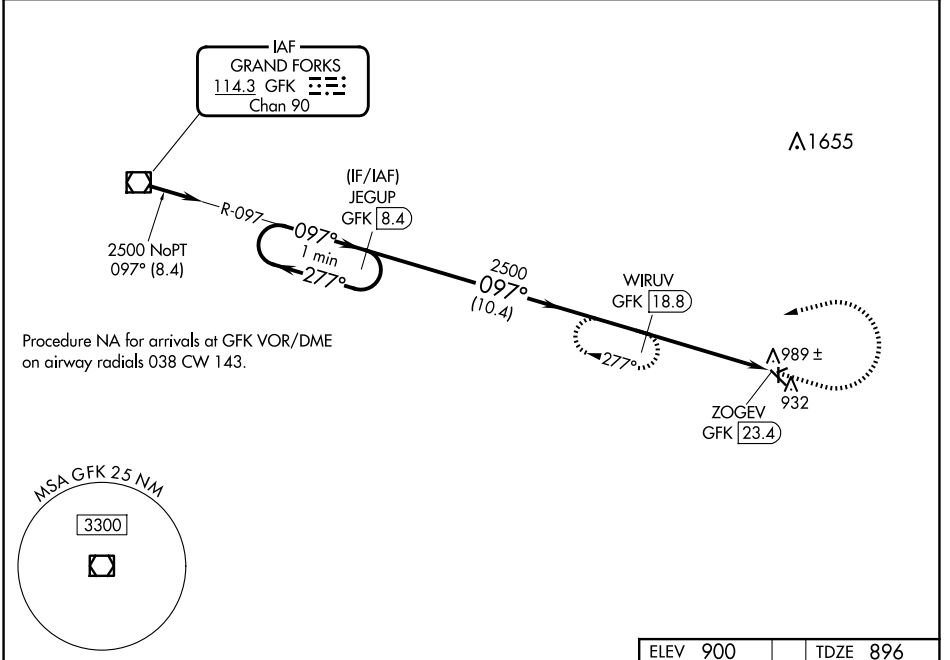 IAF
GRAND FORKS
114.3 GFK
Chan 90
1655
(IF/IAF)
JEGUP
GFK 8.4
R-097
097°
1 min
277°
2500 NoPT
097° (8.4)
2500
097°
(10.4)
WIRUV
GFK 18.8
277°
Procedure NA for arrivals at GFK VOR/DME
on airway radials 038 CW 143.
989 ±
932
ZOGEV
GFK 23.4
MSA GFK 25 NM
3300
ELEV 900
TDZE 896